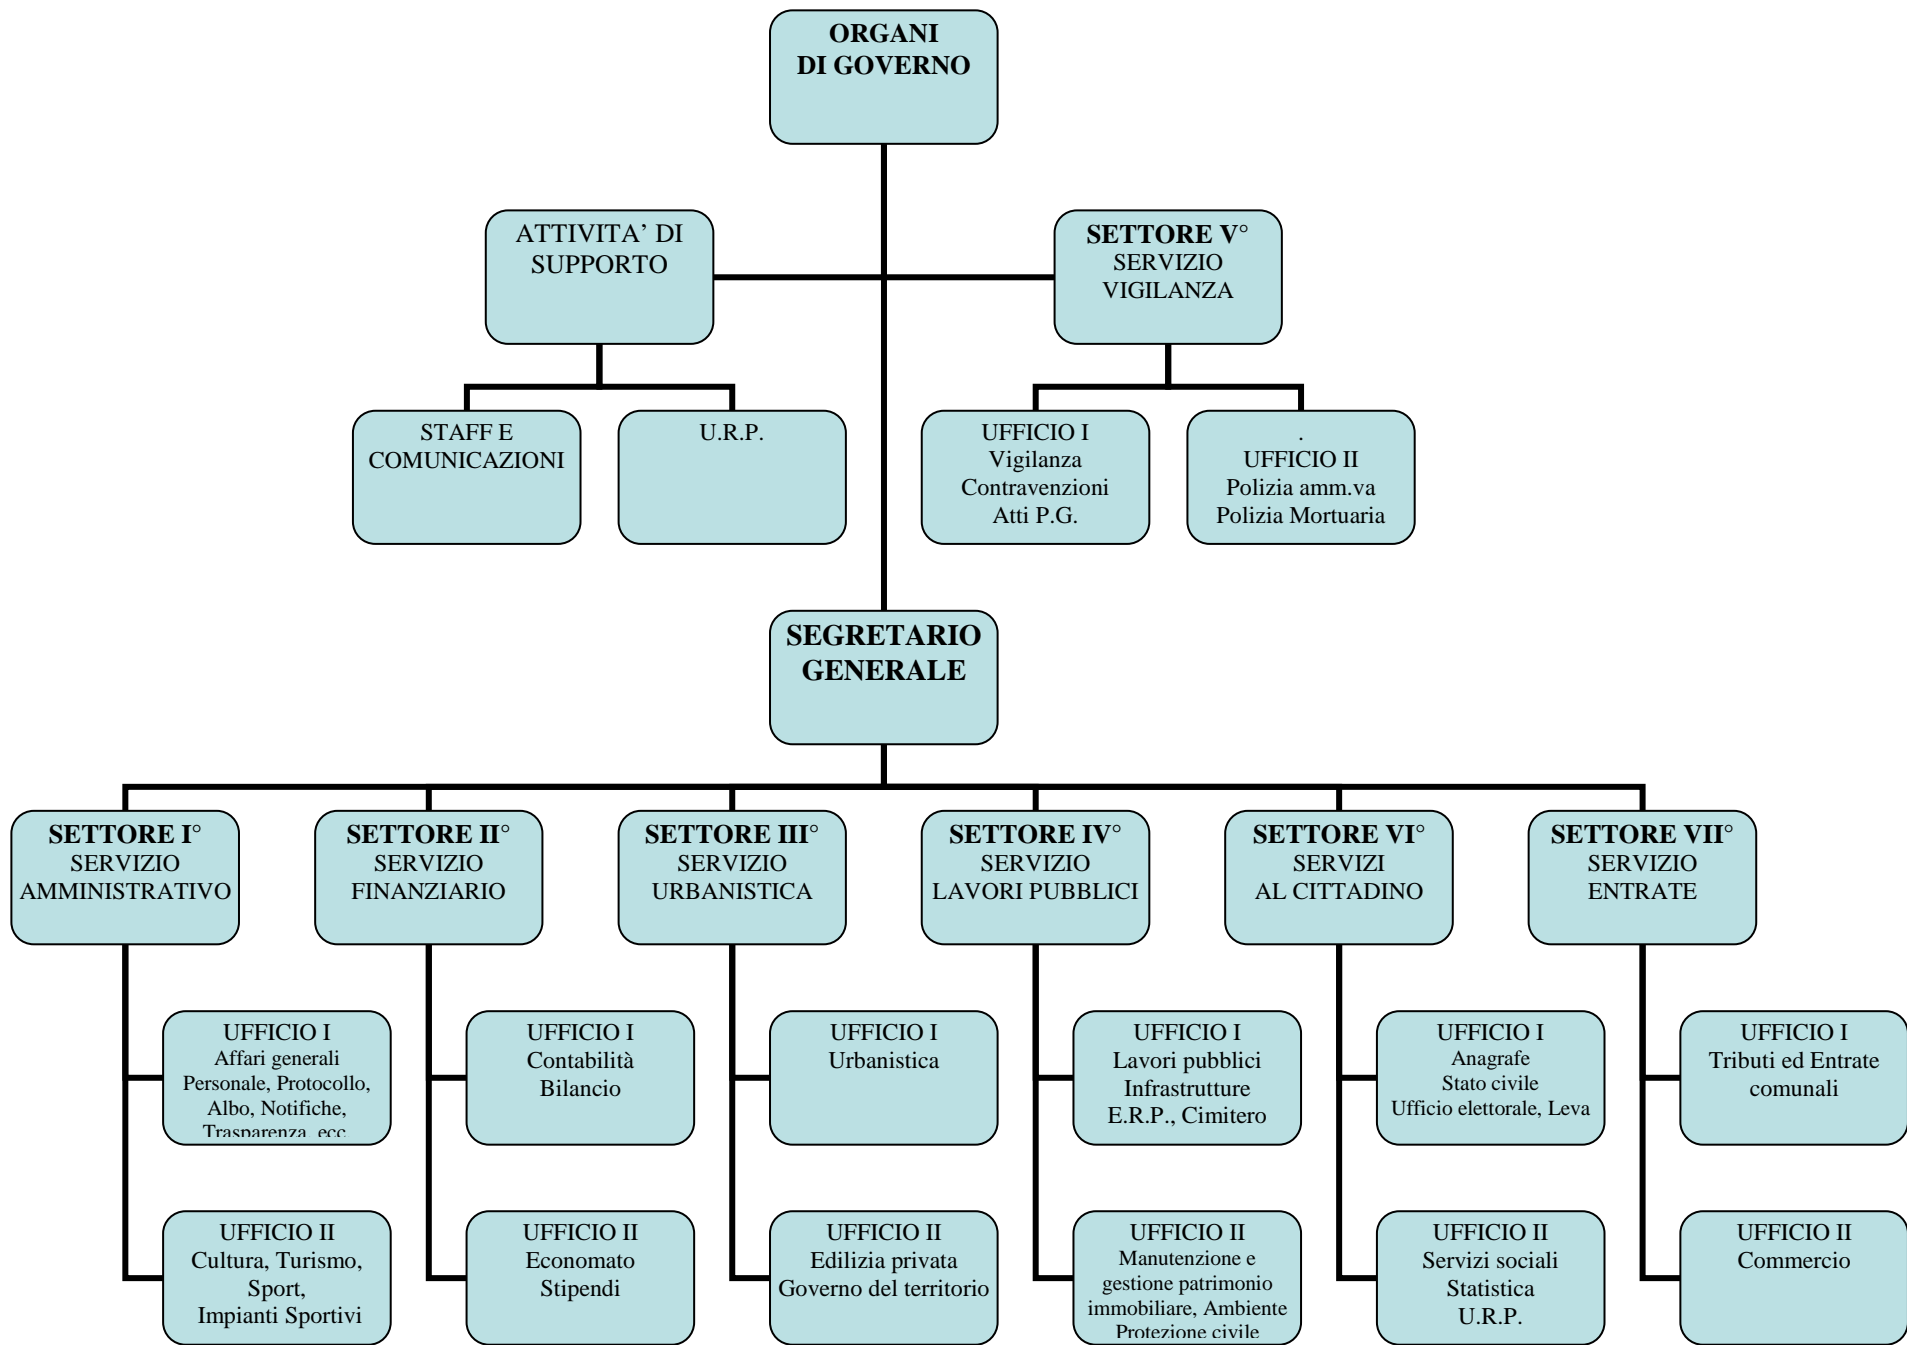 ORGANI
DI GOVERNO
ATTIVITA’ DI
SUPPORTO
SETTORE V°
SERVIZIO
VIGILANZA
STAFF E
COMUNICAZIONI
U.R.P.
UFFICIO I
Vigilanza
Contravenzioni
Atti P.G.
.
UFFICIO II
Polizia amm.va
Polizia Mortuaria
SEGRETARIO
GENERALE
SETTORE I°
SERVIZIO
AMMINISTRATIVO
SETTORE II°
SERVIZIO
FINANZIARIO
SETTORE III°
SERVIZIO
URBANISTICA
SETTORE IV°
SERVIZIO
LAVORI PUBBLICI
SETTORE VI°
SERVIZI
AL CITTADINO
SETTORE VII°
SERVIZIO
ENTRATE
UFFICIO I
Affari generali
Personale, Protocollo,
Albo, Notifiche,
Trasparenza, ecc
UFFICIO I
Contabilità
Bilancio
UFFICIO I
Urbanistica
UFFICIO I
Lavori pubblici
Infrastrutture
E.R.P., Cimitero
UFFICIO I
Anagrafe
Stato civile
Ufficio elettorale, Leva
UFFICIO I
Tributi ed Entrate
comunali
UFFICIO II
Cultura, Turismo,
Sport,
Impianti Sportivi
UFFICIO II
Economato
Stipendi
UFFICIO II
Edilizia privata
Governo del territorio
UFFICIO II
Manutenzione e
gestione patrimonio
immobiliare, Ambiente
Protezione civile
UFFICIO II
Servizi sociali
Statistica
U.R.P.
UFFICIO II
Commercio